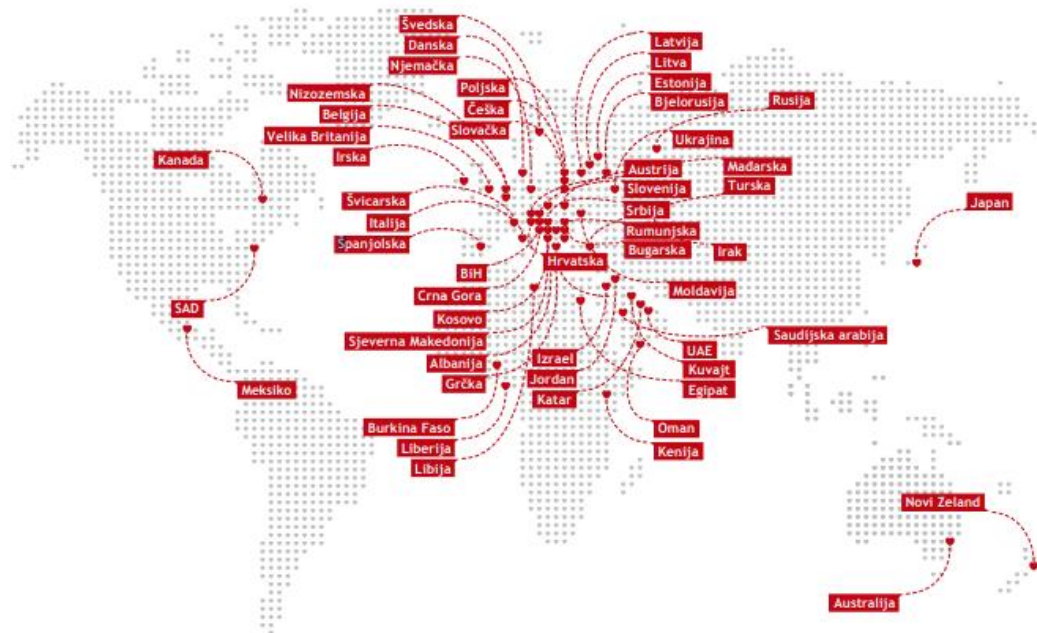 Švedska
Danska
Njemačka
Nizozemska
Belgija
Velika Britanija
Irska
Poljska
Češka
Slovačka
Latvija
Litva
Estonija
Bjelorusija
Rusija
Ukrajina
Kanada
Švicarska
Italija
Španjolska
Austrija
Slovenija
Srbija
Rumunjska
Bugarska
Mađarska
Turska
Irak
Japan
Hrvatska
BiH
Crna Gora
Kosovo
Sjeverna Makedonija
Albanija
Grčka
Moldavija
SAD
Meksiko
Izrael
Jordan
Katar
UAE
Kuvajt
Egipat
Saudijska arabija
Burkina Faso
Liberija
Libija
Oman
Kenija
Novi Zeland
Australija